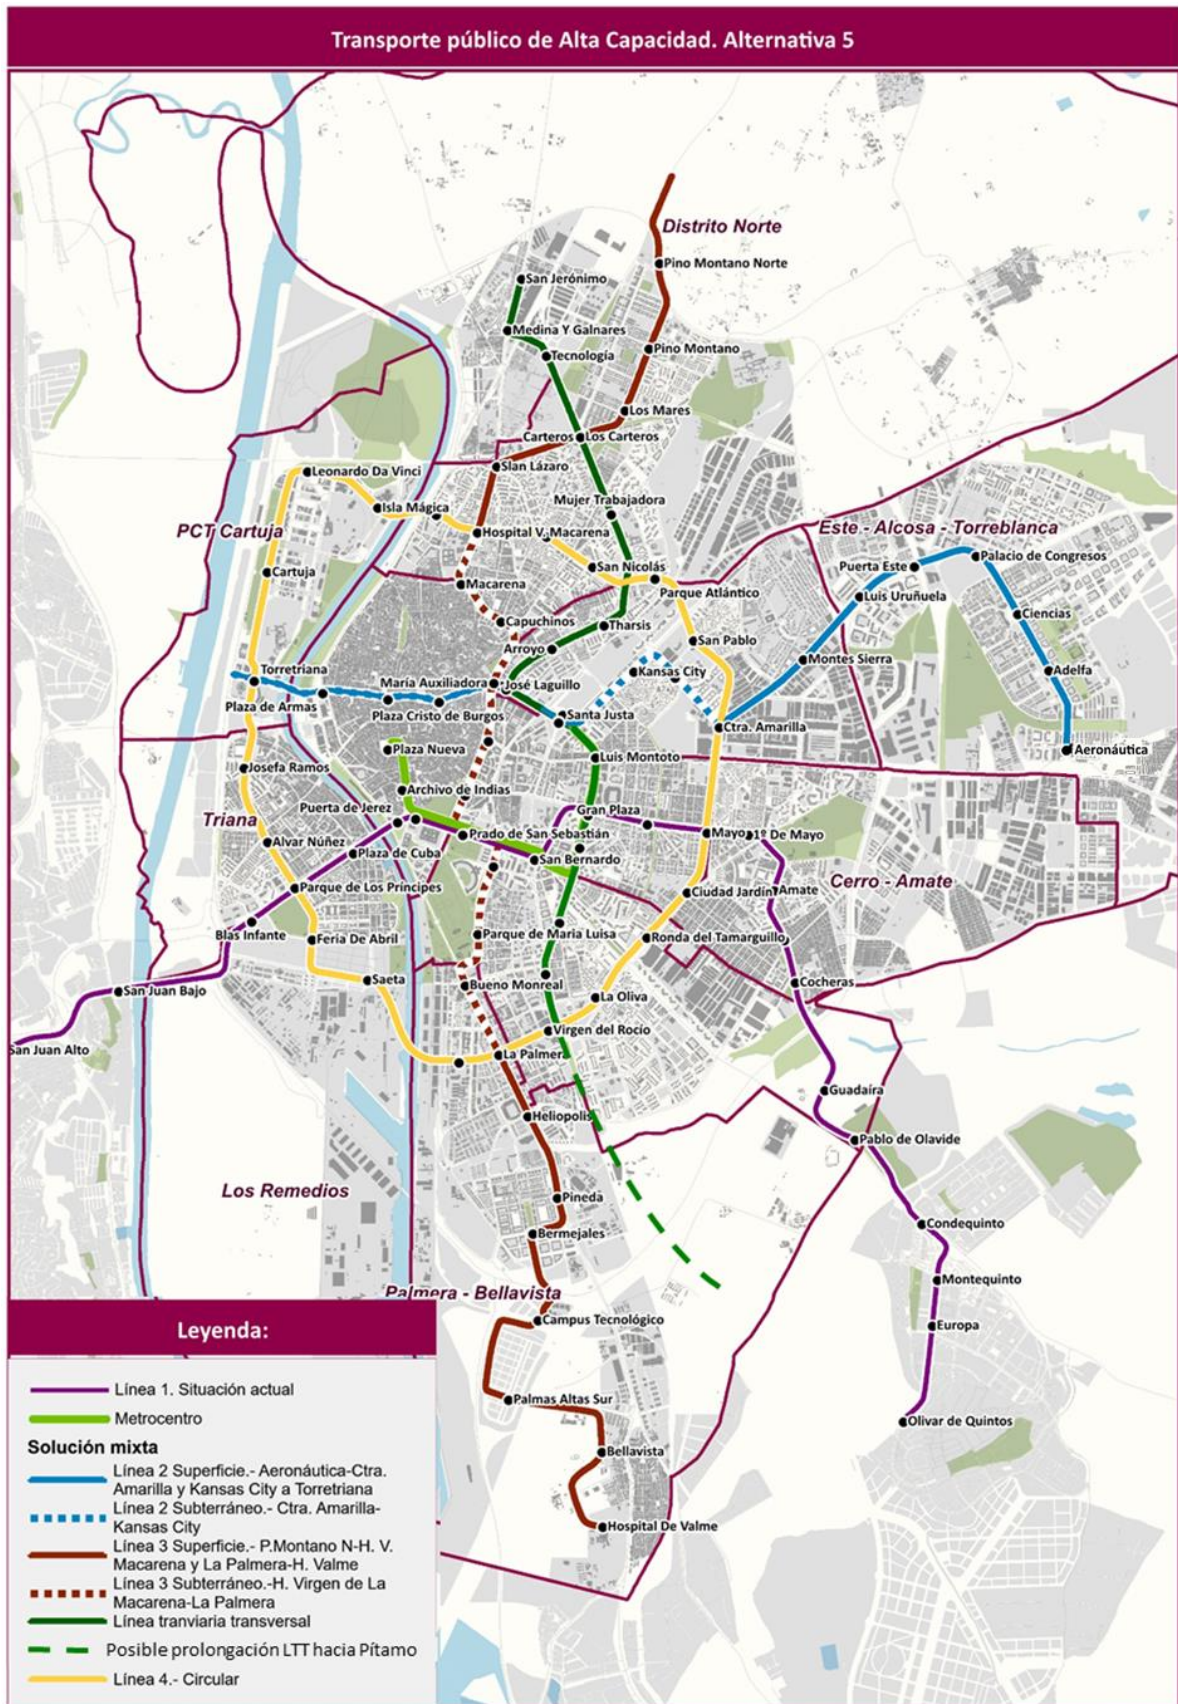 Transporte público de Alta Capacidad. Alternativa 5
Distrito Norte
Pino Montano Norte
San Jerónimo
Medina Y Galnares
Tecnología
Pino Montano
Los Mares
Carteros
Los Carteros
Slan Lázaro
Leonardo Da Vinci
Mujer Trabajadora
Isla Mágica
PCT Cartuja
Hospital V. Macarena
Este - Alcosa - Torreblanca
Palacio de Congresos
Puerta Este
San Nicolás
Cartuja
Macarena
Parque Atlántico
Luis Uruñuela
Capuchinos
Tharsis
Ciencias
San Pablo
Arroyo
Montes Sierra
Torretriana
Kansas City
Adelfa
María Auxiliadora
José Laguillo
Plaza de Armas
Plaza Cristo de Burgos
Santa Justa
Ctra. Amarilla
Plaza Nueva
Aeronáutica
Luis Montoto
Josefa Ramos
Archivo de Indias
Puerta de Jerez
Gran Plaza
Triana
Prado de San Sebastián
Mayo
1º De Mayo
Alvar Núñez
Plaza de Cuba
San Bernardo
Cerro - Amate
Parque de Los Príncipes
Ciudad Jardín
Amate
Blas Infante
Feria De Abril
Parque de Maria Luisa
Ronda del Tamarguillo
Saeta
Bueno Monreal
Cocheras
San Juan Bajo
La Oliva
Virgen del Rocío
San Juan Alto
La Palmera
Guadaíra
Heliopolis
Pablo de Olavide
Los Remedios
Pineda
Condequinto
Bermejales
Montequinto
Palmera - Bellavista
Campus Tecnológico
Europa
Palmas Altas Sur
Olivar de Quintos
Bellavista
Hospital De Valme
Leyenda:
Línea 1. Situación actual
Metrocentro
Solución mixta
Línea 2 Superficie.- Aeronáutica-Ctra.
Amarilla y Kansas City a Torretriana
Línea 2 Subterráneo.- Ctra. Amarilla-
Kansas City
Línea 3 Superficie.- P.Montano N-H. V.
Macarena y La Palmera-H. Valme
Línea 3 Subterráneo.-H. Virgen de La
Macarena-La Palmera
Línea tranviaria transversal
Posible prolongación LTT hacia Pítamo
Línea 4.- Circular